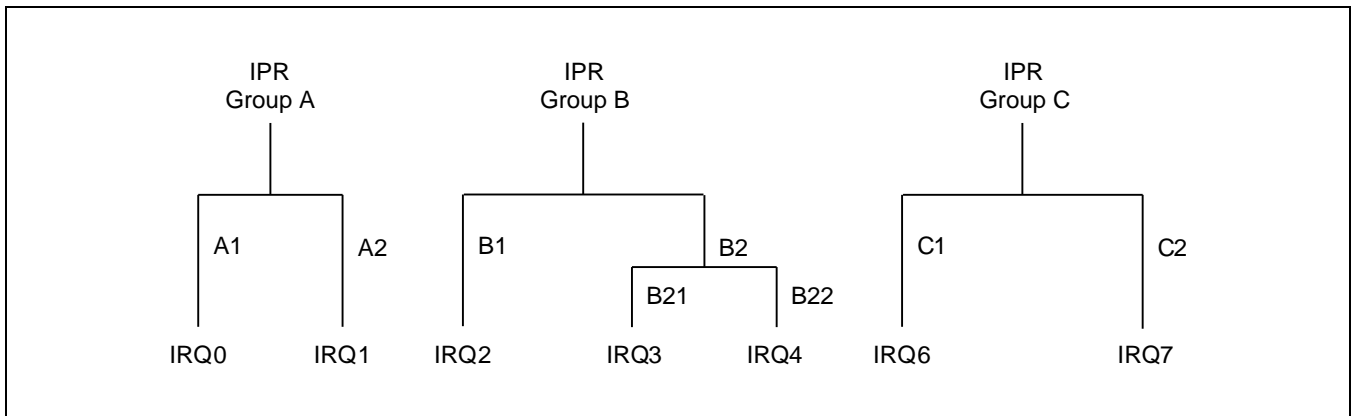 IPR
Group A
IPR
Group B
IPR
Group C
A1
A2
B1
B2
C1
C2
B21
B22
IRQ0
IRQ1
IRQ2
IRQ3
IRQ4
IRQ6
IRQ7